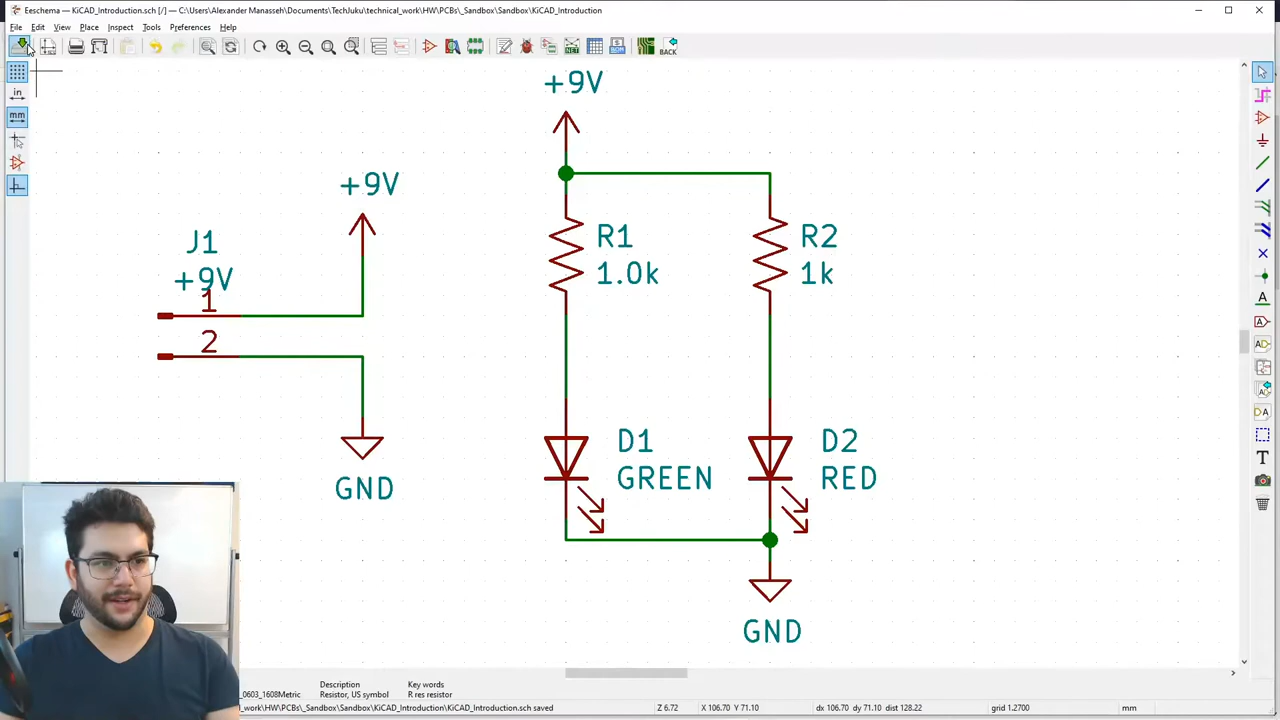 Eeschema — KiCAD_Introduction.sch [/] — C:\Users\Alexander Manasseh\Documents\TechJuku\technical_work\HW\PCBs\_Sandbox\Sandbox\KiCAD_Introduction
File Edit View Place Inspect Tools Preferences Help
BACK
in
mm
+9V
+9V
J1
+9V
1
2
GND
R1
1.0k
R2
1k
D1
GREEN
D2
RED
GND
Description Key words
_0603_1608Metric Resistor, US symbol R res resistor
_work\HW\PCBs\_Sandbox\Sandbox\KiCAD_Introduction\KiCAD_Introduction.sch saved Z 6.72 X 106.70 Y 71.10 dx 106.70 dy 71.10 dist 128.22 grid 1.2700 mm